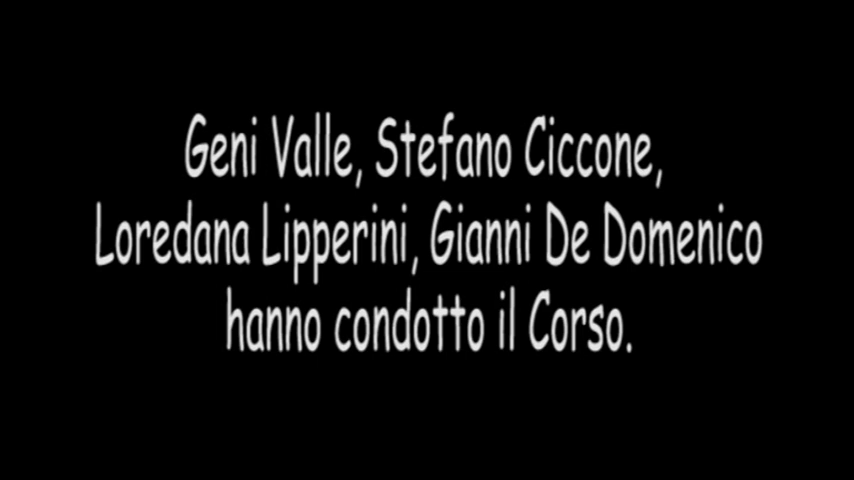 Geni Valle, Stefano Ciccone,
Loredana Lipperini, Gianni De Domenico
hanno condotto il Corso.